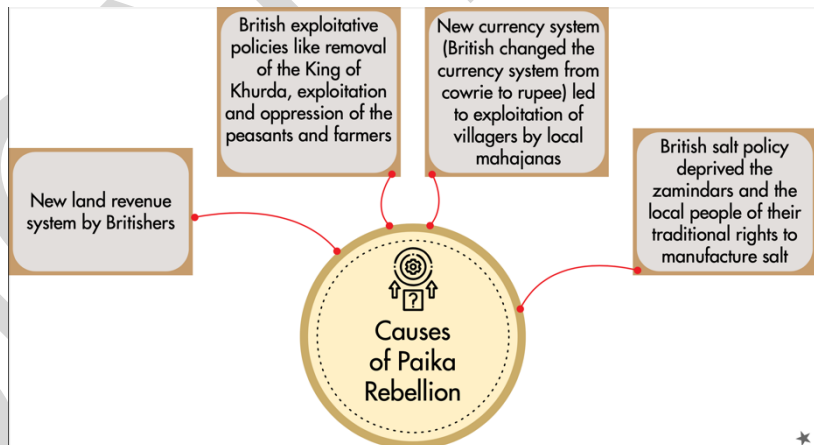 New land revenue
system by Britishers
British exploitative
policies like removal
of the King of
Khurda, exploitation
and oppression of the
peasants and farmers
New currency system
(British changed the
currency system from
cowrie to rupee) led
to exploitation of
villagers by local
mahajanas
British salt policy
deprived the
zamindars and the
local people of their
traditional rights to
manufacture salt
?
Causes
of Paika
Rebellion